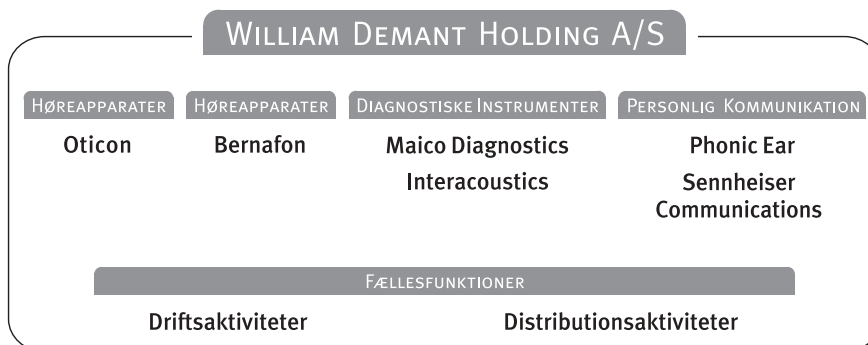 WILLIAM DEMANT HOLDING A/S
HØREAPPARATER
Oticon
HØREAPPARATER
Bernafon
DIAGNOSTISKE INSTRUMENTER
Maico Diagnostics
Interacoustics
PERSONLIG KOMMUNIKATION
Phonic Ear
Sennheiser
Communications
FÆLLESFUNKTIONER
Driftsaktiviteter
Distributionsaktiviteter